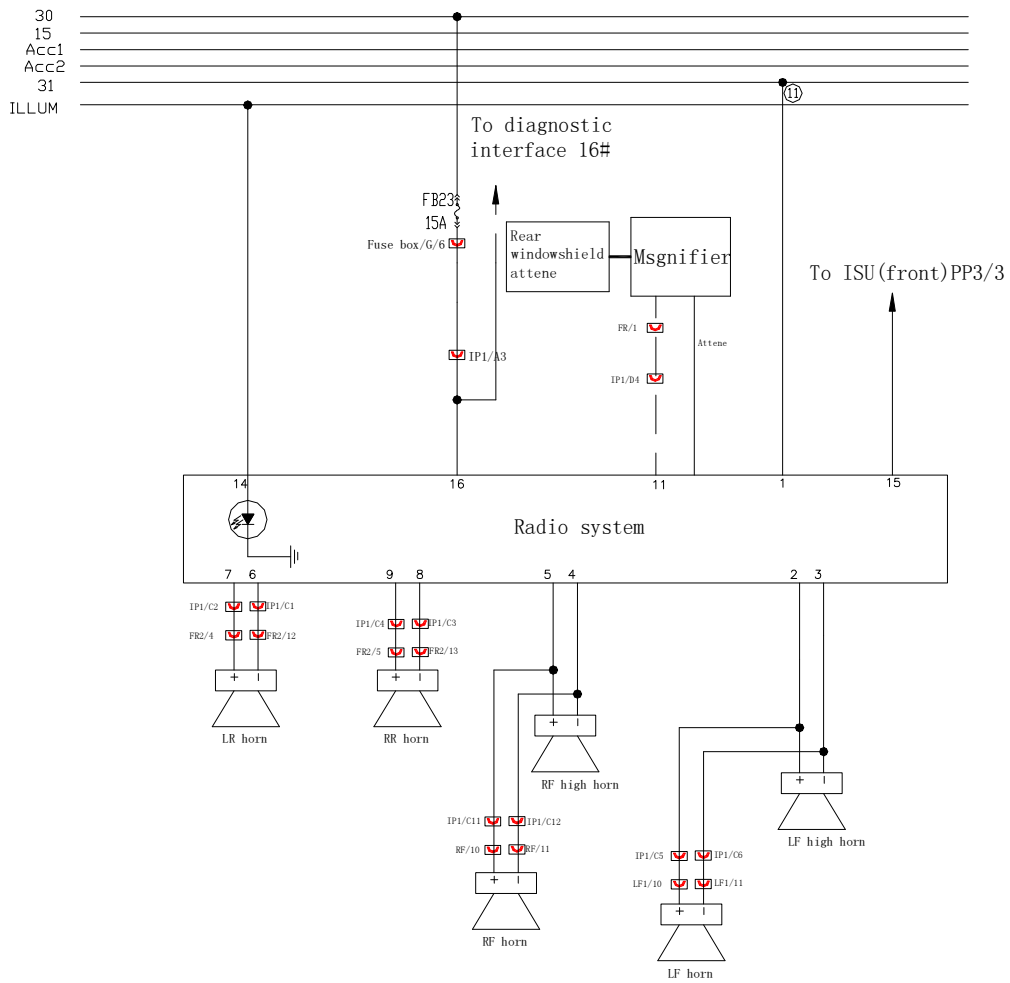 30
15
Acc1
Acc2
31
ILLUM
11
To diagnostic
interface 16#
FB23
15A
Fuse box/G/6
Rear
windowshield
attene
Msgnifier
To ISU(front)PP3/3
FR/1
Attene
IP1/A3
IP1/D4
14
16
11
1
15
Radio system
7
6
9
8
5
4
2
3
IP1/C2
IP1/C1
FR2/4
FR2/12
+
-
LR horn
IP1/C4
IP1/C3
FR2/5
FR2/13
+
-
RR horn
+
-
RF high horn
+
-
LF high horn
IP1/C11
IP1/C12
RF/10
RF/11
+
-
RF horn
IP1/C5
IP1/C6
LF1/10
LF1/11
+
-
LF horn